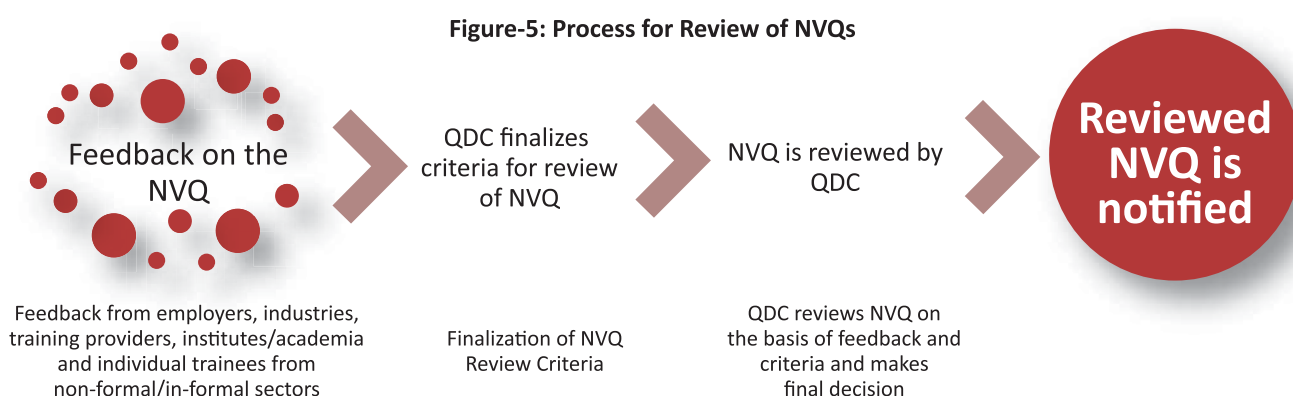 Figure-5: Process for Review of NVQs
Feedback on the
NVQ
QDC finalizes
criteria for review
of NVQ
NVQ is reviewed by
QDC
Reviewed
NVQ is
notified
Feedback from employers, industries,
training providers, institutes/academia
and individual trainees from
non-formal/in-formal sectors
Finalization of NVQ
Review Criteria
QDC reviews NVQ on
the basis of feedback and
criteria and makes
final decision